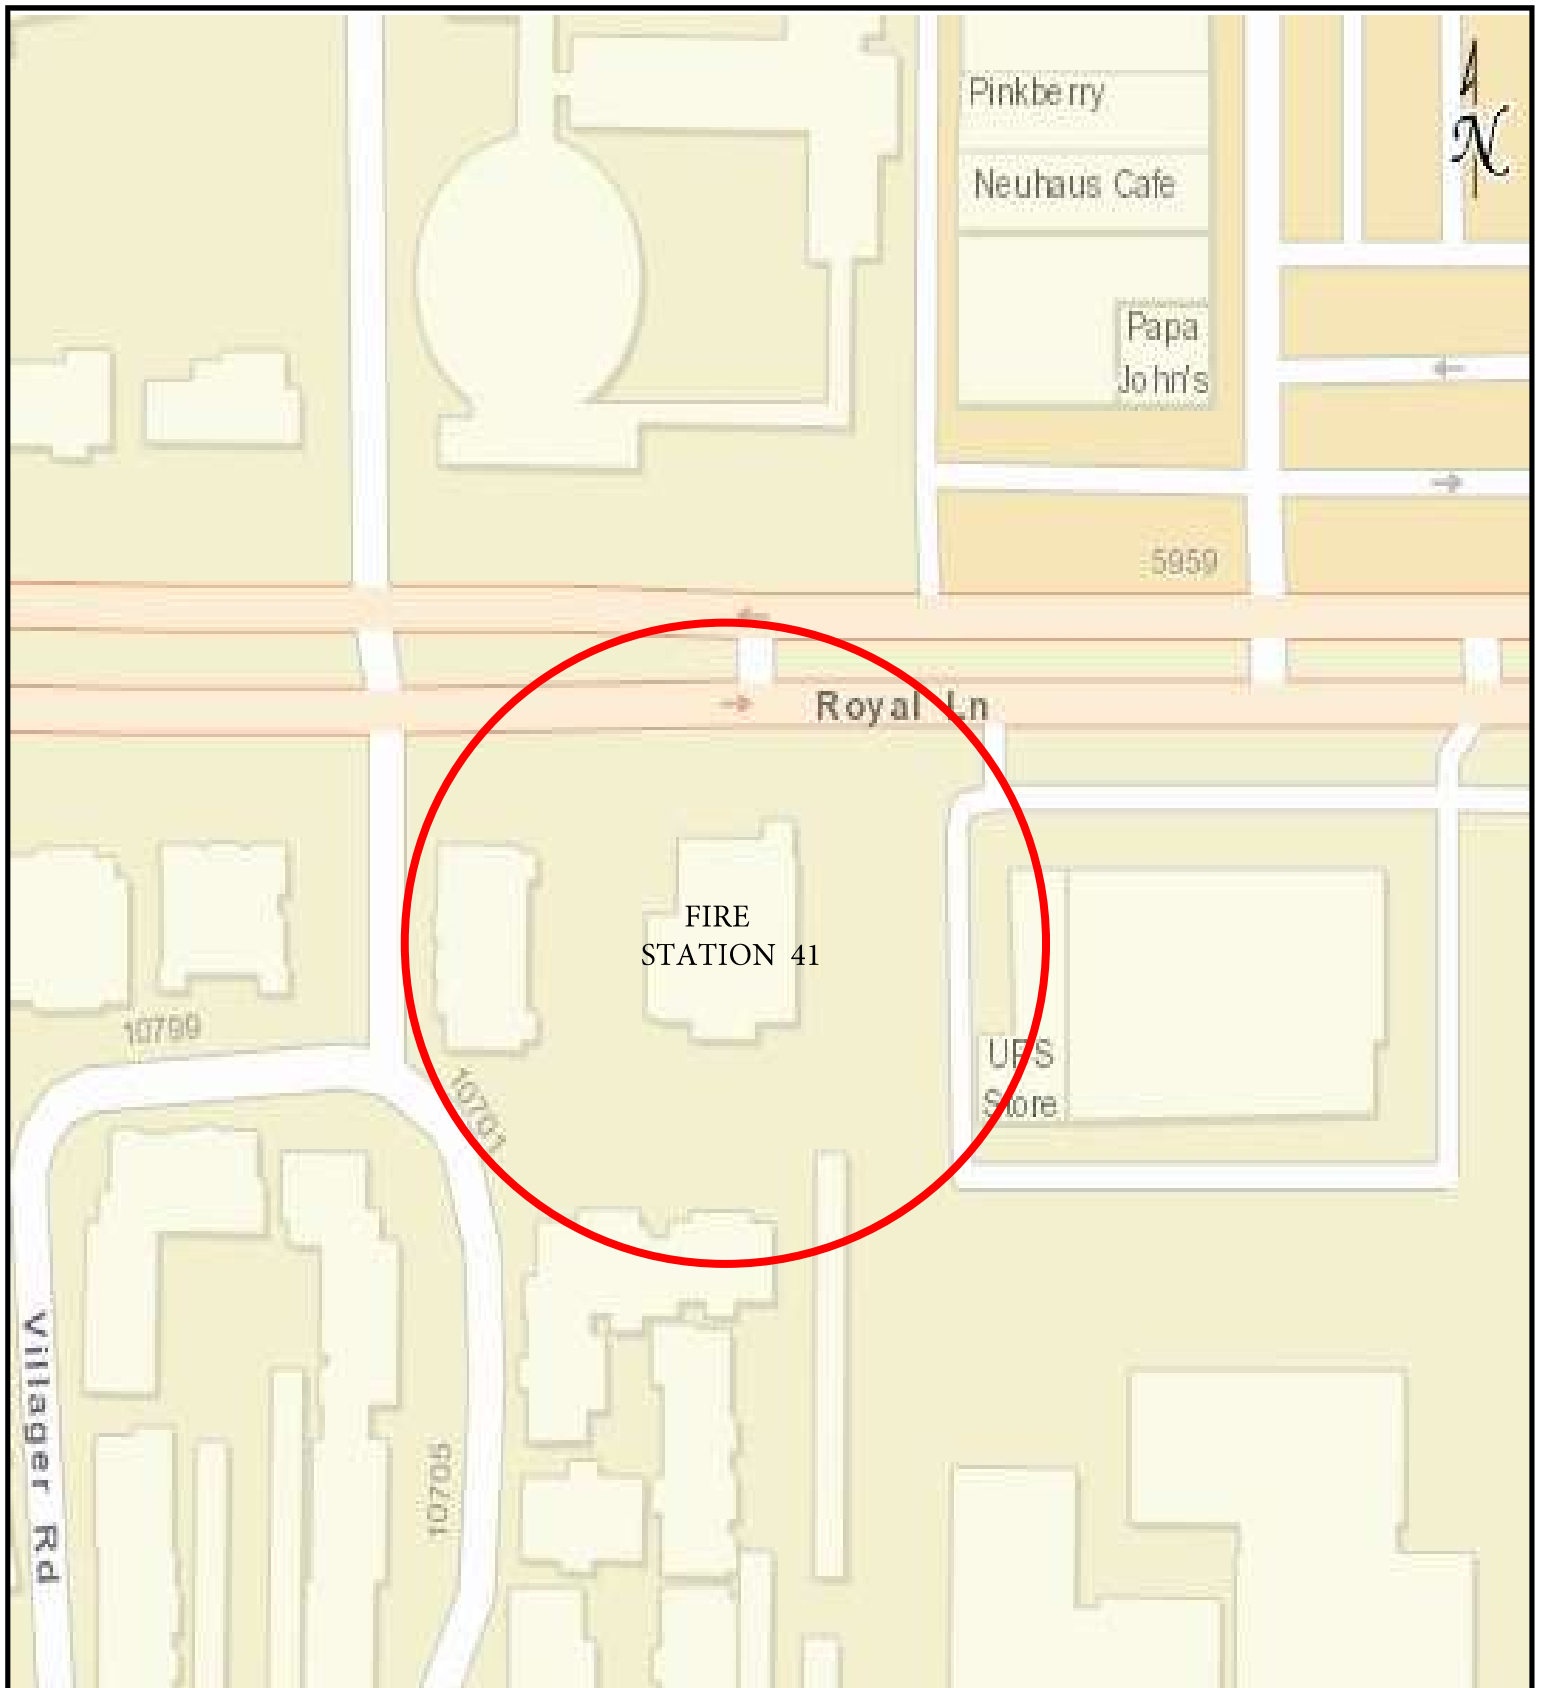 Pinkberry
N
Neuhaus Cafe
Papa
John's
5959
Royal Ln
FIRE
STATION 41
10799
UPS
Store
10701
Villager Rd
10705